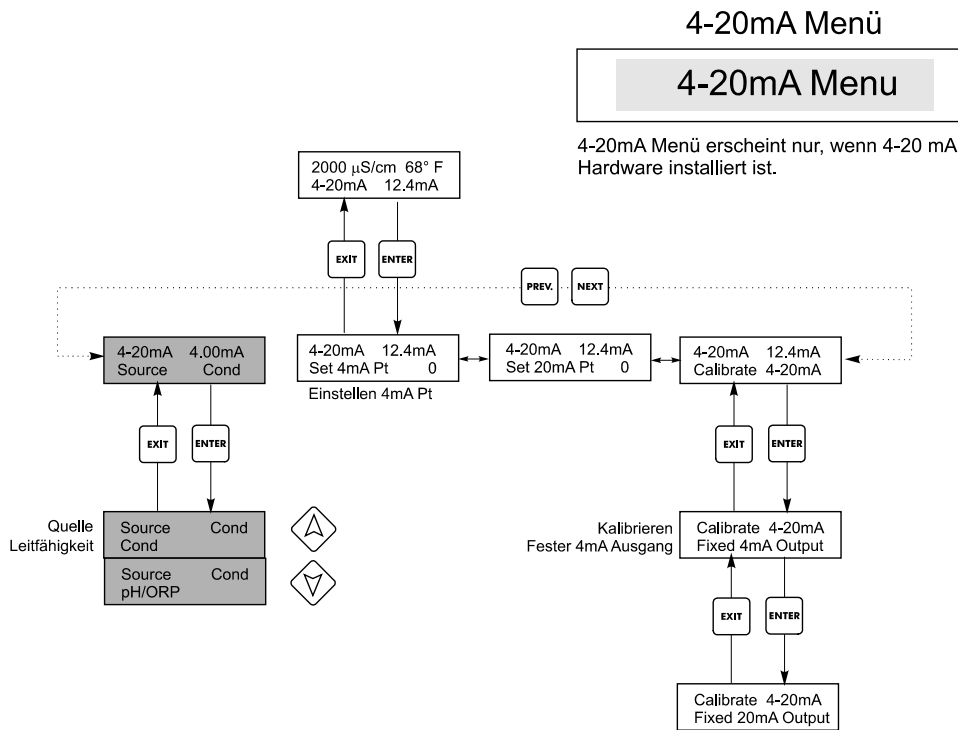 4-20mA Menü
4-20mA Menu
4-20mA Menü erscheint nur, wenn 4-20 mA
Hardware installiert ist.
2000 µS/cm 68° F
4-20mA 12.4mA
EXIT
ENTER
PREV.
NEXT
4-20mA 4.00mA
Source Cond
4-20mA 12.4mA
Set 4mA Pt 0
Einstellen 4mA Pt
4-20mA 12.4mA
Set 20mA Pt 0
4-20mA 12.4mA
Calibrate 4-20mA
EXIT
ENTER
EXIT
ENTER
Quelle
Leitfähigkeit
Source Cond
Cond
Source Cond
pH/ORP
Kalibrieren
Fester 4mA Ausgang
Calibrate 4-20mA
Fixed 4mA Output
EXIT
ENTER
Calibrate 4-20mA
Fixed 20mA Output